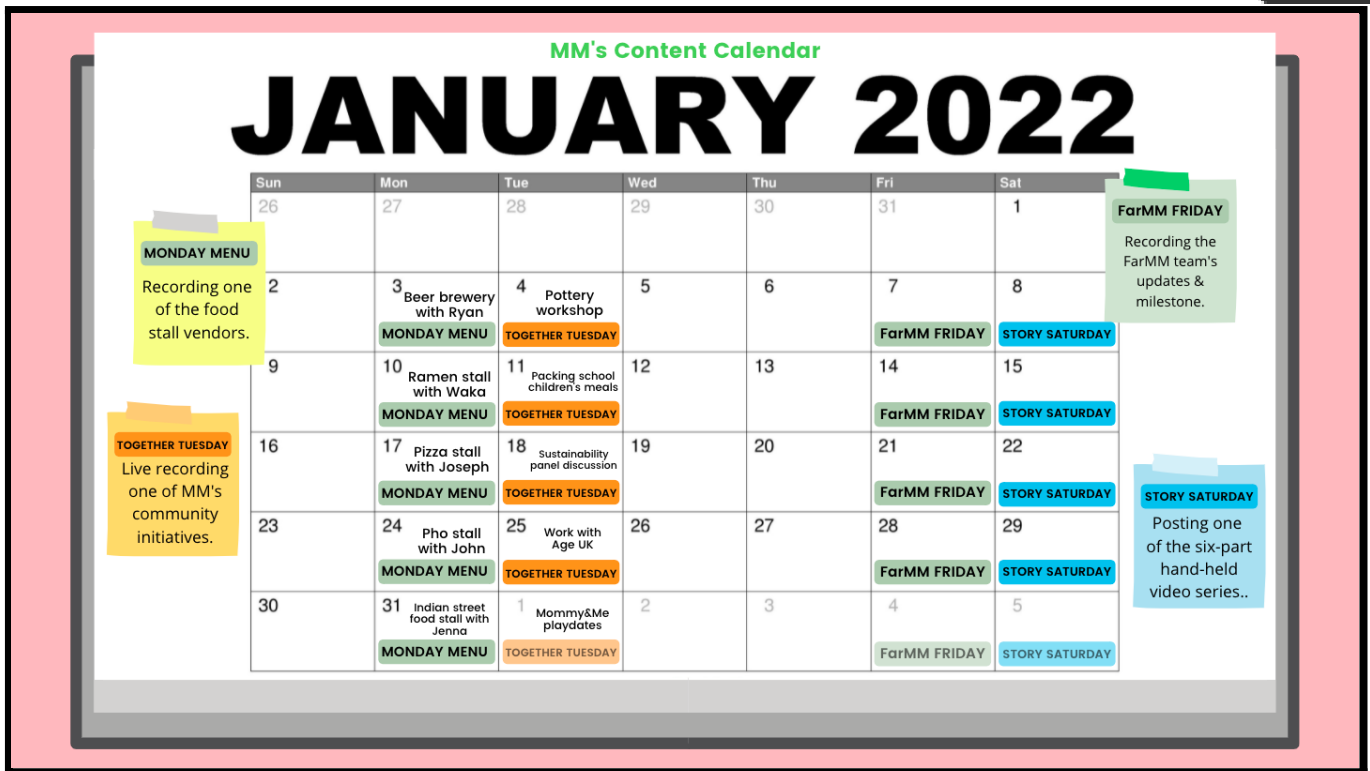 MM's Content Calendar
JANUARY 2022
Sun Mon Tue Wed Thu Fri Sat
26 27 28 29 30 31 1
2 3 4 5 6 7 8
Beer brewery
with Ryan
MONDAY MENU
Pottery
workshop
TOGETHER TUESDAY
FarMM FRIDAY
STORY SATURDAY
9 10 11 12 13 14 15
Ramen stall
with Waka
MONDAY MENU
Packing school
children's meals
TOGETHER TUESDAY
FarMM FRIDAY
STORY SATURDAY
16 17 18 19 20 21 22
Pizza stall
with Joseph
MONDAY MENU
Sustainability
panel discussion
TOGETHER TUESDAY
FarMM FRIDAY
STORY SATURDAY
23 24 25 26 27 28 29
Pho stall
with John
MONDAY MENU
Work with
Age UK
TOGETHER TUESDAY
FarMM FRIDAY
STORY SATURDAY
30 31 1 2 3 4 5
Indian street
food stall with
Jenna
MONDAY MENU
Mommy&Me
playdates
TOGETHER TUESDAY
FarMM FRIDAY
STORY SATURDAY
MONDAY MENU
Recording one
of the food
stall vendors.
TOGETHER TUESDAY
Live recording
one of MM's
community
initiatives.
FarMM FRIDAY
Recording the
FarMM team's
updates &
milestone.
STORY SATURDAY
Posting one
of the six-part
hand-held
video series..